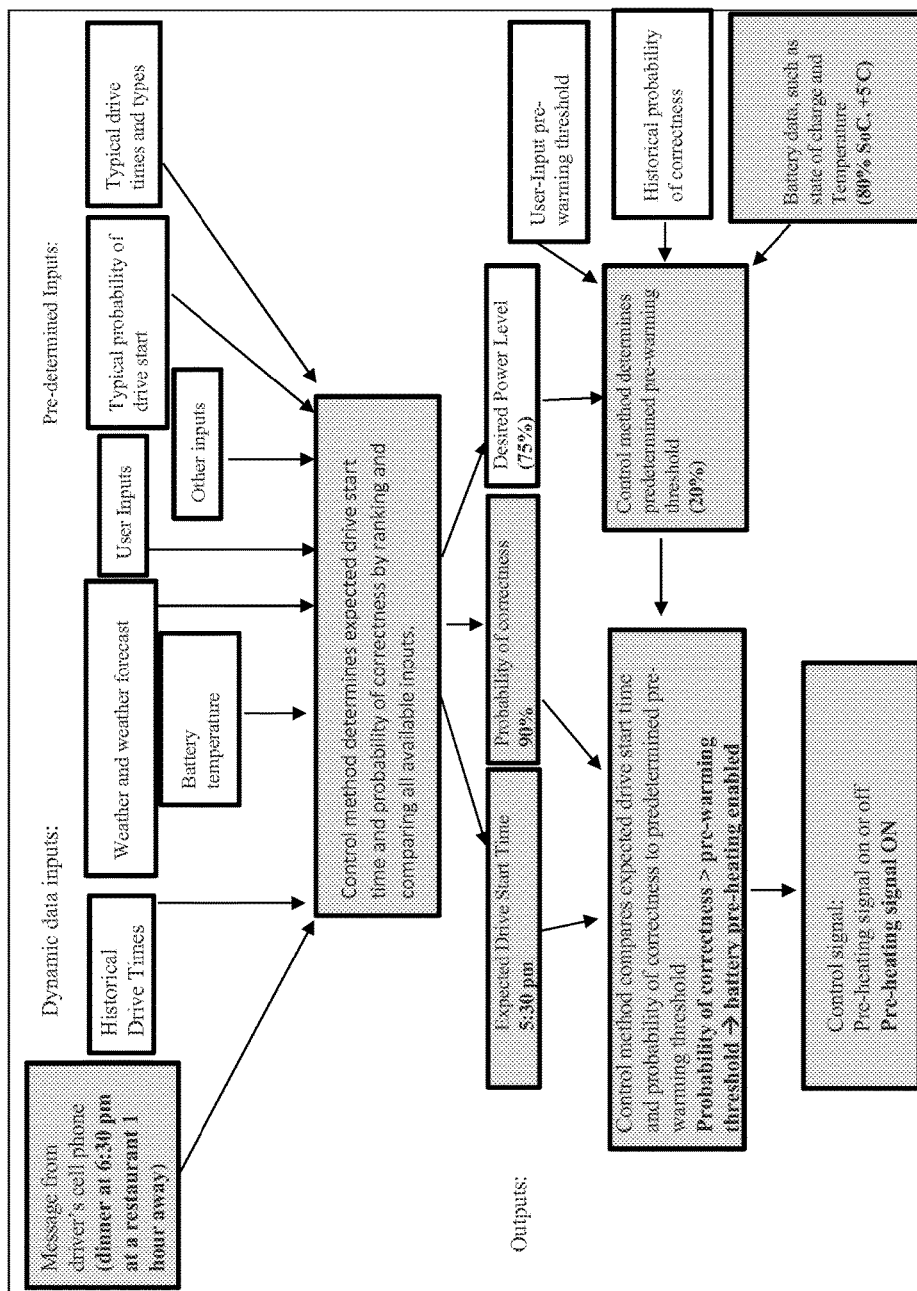 Dynamic data inputs:
Pre-determined Inputs:
Message from
driver's cell phone
(dinner at 6:30 pm
at a restaurant 1
hour away)
Historical
Drive Times
Weather and weather forecast
Battery
temperature
User Inputs
Other inputs
Typical probability of
drive start
Typical drive
times and types
Control method determines expected drive start
time and probability of correctness by ranking and
comparing all available inputs.
Outputs:
Expected Drive Start Time
5:30 pm
Probability of correctness
90%
Desired Power Level
(75%)
User-Input pre-
warming threshold
Historical probability
of correctness
Battery data, such as
state of charge and
Temperature
(80% SoC, +5°C)
Control method determines
predetermined pre-warming
threshold
(20%)
Control method compares expected drive start time
and probability of correctness to predetermined pre-
warming threshold
Probability of correctness > pre-warming
threshold → battery pre-heating enabled
Control signal:
Pre-heating signal on or off
Pre-heating signal ON